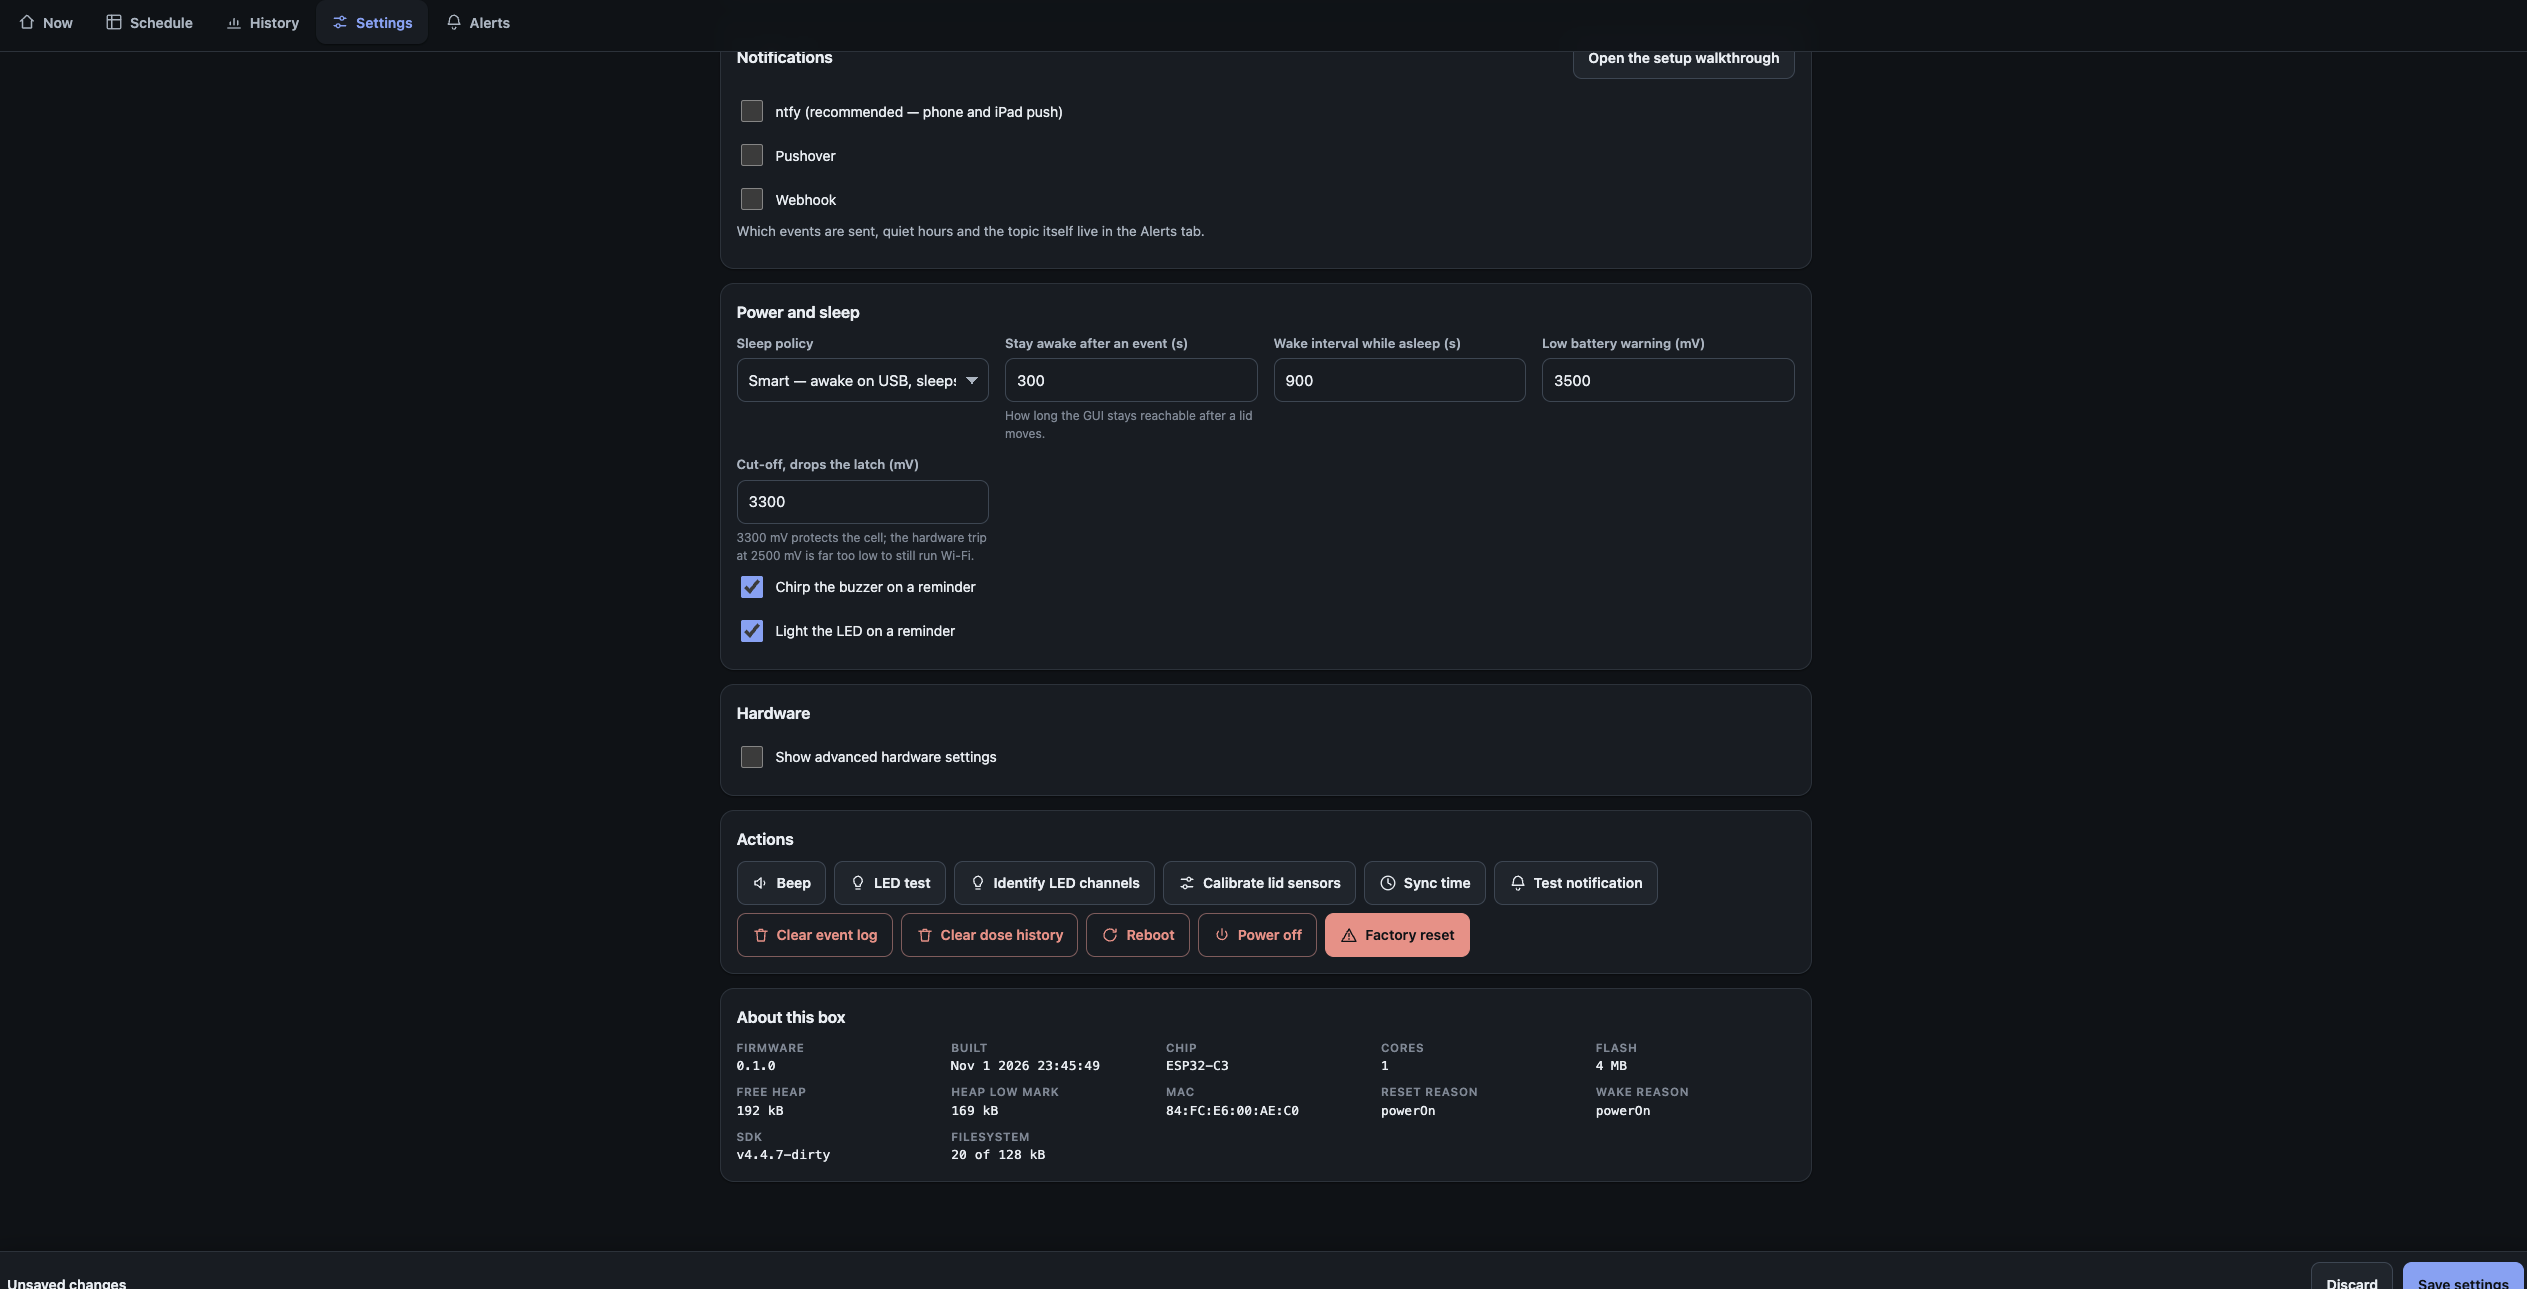 Now
Schedule
History
Settings
Alerts
Notifications
Open the setup walkthrough
ntfy (recommended — phone and iPad push)
Pushover
Webhook
Which events are sent, quiet hours and the topic itself live in the Alerts tab.
Power and sleep
Sleep policy
Stay awake after an event (s)
Wake interval while asleep (s)
Low battery warning (mV)
Smart — awake on USB, sleeps
300
900
3500
How long the GUI stays reachable after a lid
moves.
Cut-off, drops the latch (mV)
3300
3300 mV protects the cell; the hardware trip
at 2500 mV is far too low to still run Wi-Fi.
Chirp the buzzer on a reminder
Light the LED on a reminder
Hardware
Show advanced hardware settings
Actions
Beep
LED test
Identify LED channels
Calibrate lid sensors
Sync time
Test notification
Clear event log
Clear dose history
Reboot
Power off
Factory reset
About this box
FIRMWARE
0.1.0
BUILT
Nov 1 2026 23:45:49
CHIP
ESP32-C3
CORES
1
FLASH
4 MB
FREE HEAP
192 kB
HEAP LOW MARK
169 kB
MAC
84:FC:E6:00:AE:C0
RESET REASON
powerOn
WAKE REASON
powerOn
SDK
v4.4.7-dirty
FILESYSTEM
20 of 128 kB
Unsaved changes
Discard
Save settings